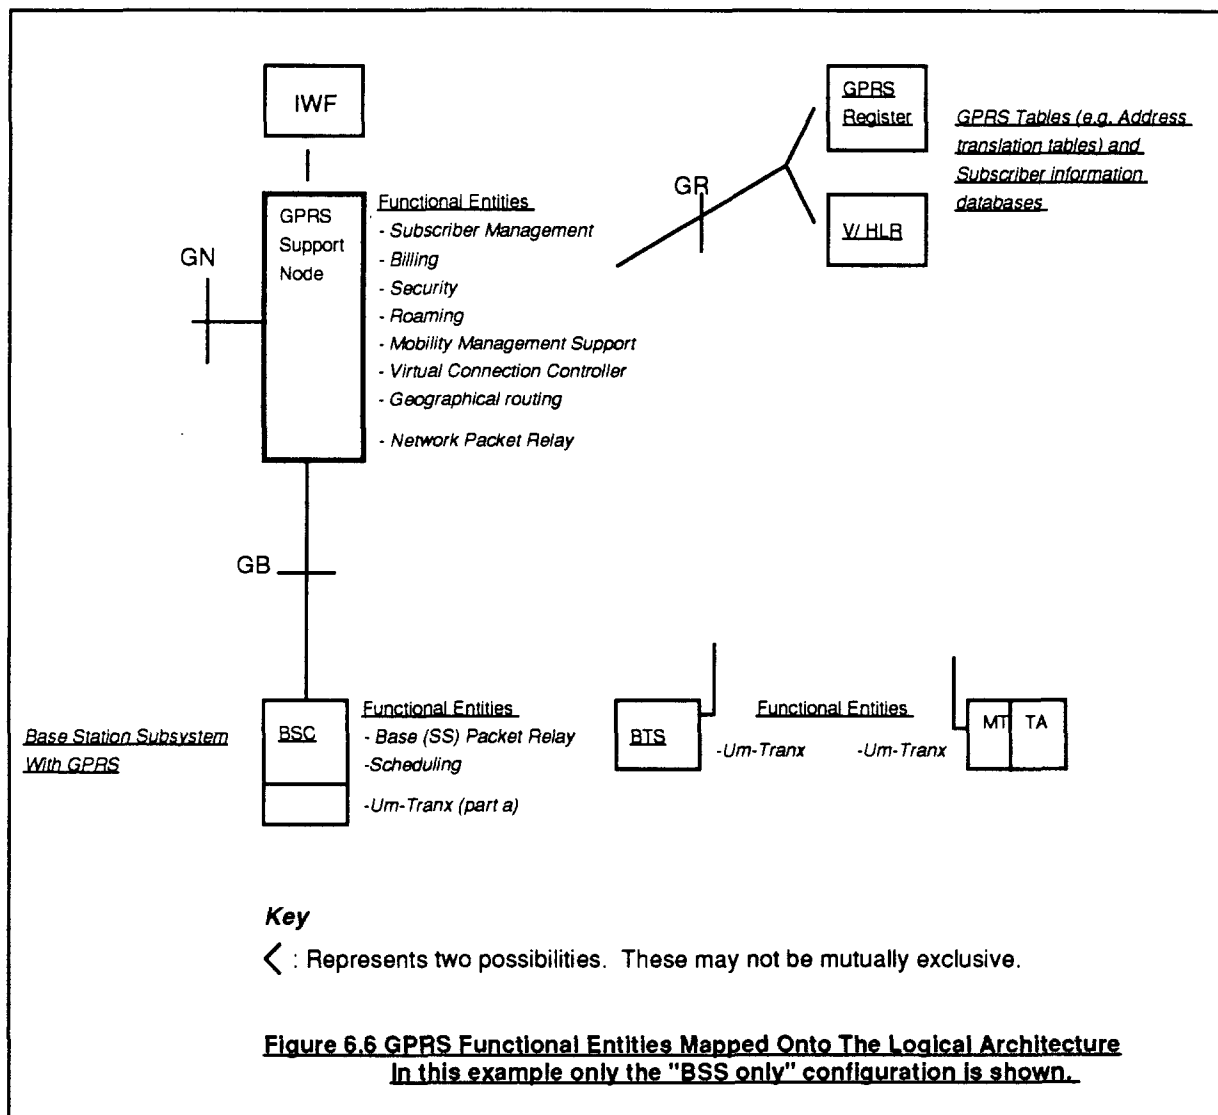 IWF
GPRS
Support
Node
GN
Functional Entities
- Subscriber Management
- Billing
- Security
- Roaming
- Mobility Management Support
- Virtual Connection Controller
- Geographical routing
- Network Packet Relay
GR
GPRS
Register
V/ HLR
GPRS Tables (e.g. Address
translation tables) and
Subscriber information
databases
GB
Base Station Subsystem
With GPRS
BSC
Functional Entities
- Base (SS) Packet Relay
-Scheduling
-Um-Tranx (part a)
BTS
Functional Entities
-Um-Tranx
-Um-Tranx
MT
TA
Key
< : Represents two possibilities. These may not be mutually exclusive.
Figure 6.6 GPRS Functional Entities Mapped Onto The Logical Architecture
In this example only the "BSS only" configuration is shown.